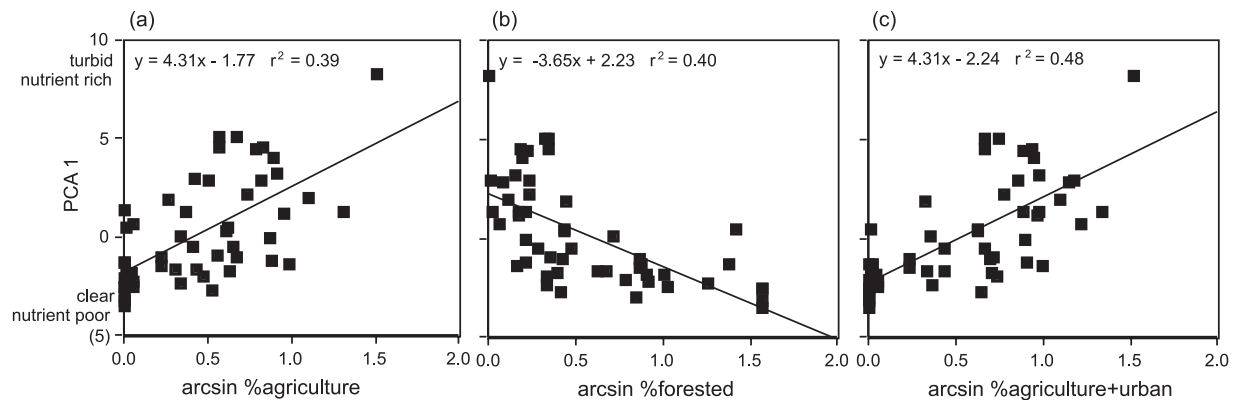 (a)
(b)
(c)
y = 4.31x - 1.77 r² = 0.39
y = -3.65x + 2.23 r² = 0.40
y = 4.31x - 2.24 r² = 0.48
10
turbid
nutrient rich
5
PCA 1
0
clear
nutrient poor
(5)
0.0 0.5 1.0 1.5 2.0
0.0 0.5 1.0 1.5 2.0
0.0 0.5 1.0 1.5 2.0
arcsin %agriculture
arcsin %forested
arcsin %agriculture+urban